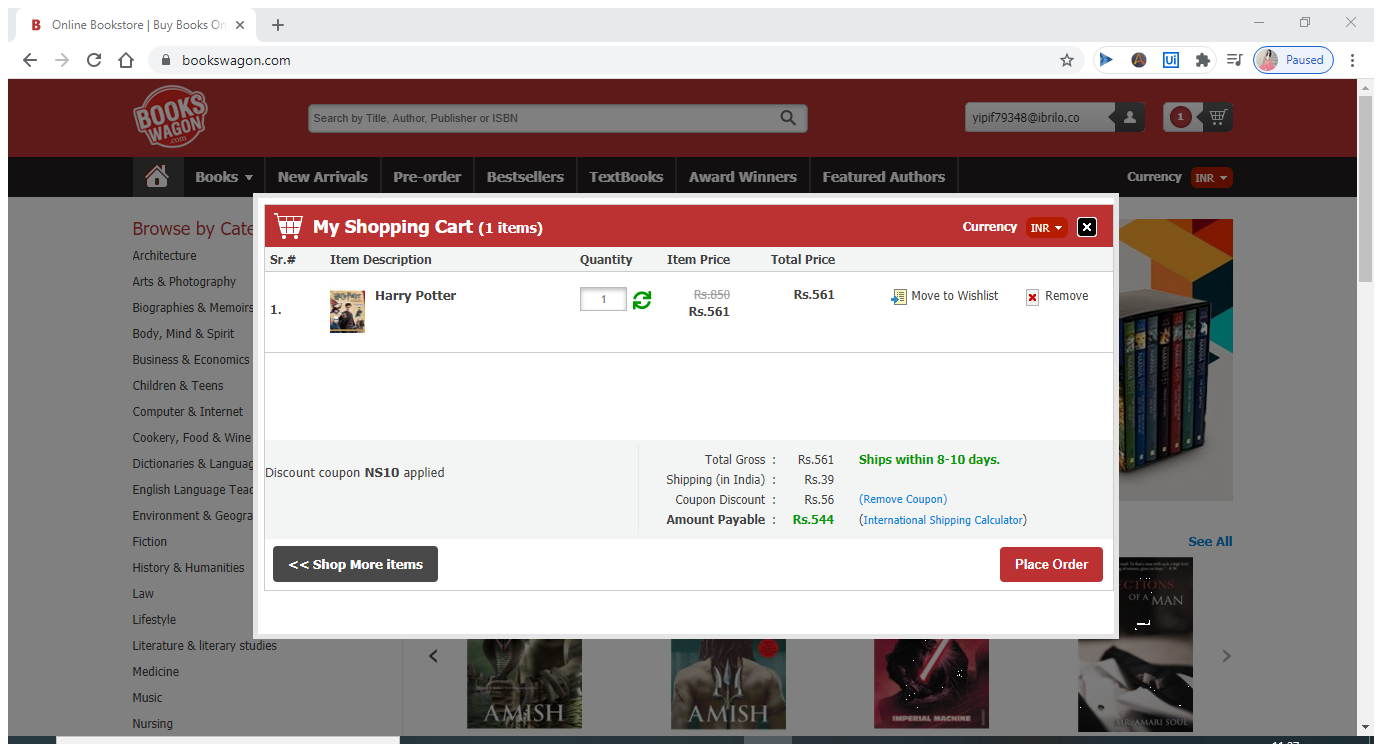 Online Bookstore | Buy Books On
bookswagon.com
Paused
BOOKS
WAGON
.com
Search by Title, Author, Publisher or ISBN
yipif79348@ibrilo.co
1
Books
New Arrivals
Pre-order
Bestsellers
TextBooks
Award Winners
Featured Authors
Currency
INR
My Shopping Cart (1 items)
Currency
INR
Sr.#
Item Description
Quantity
Item Price
Total Price
1.
Harry Potter
1
Rs.850
Rs.561
Rs.561
Move to Wishlist
Remove
Discount coupon NS10 applied
Total Gross : Rs.561 Ships within 8-10 days.
Shipping (in India) : Rs.39
Coupon Discount : Rs.56 (Remove Coupon)
Amount Payable : Rs.544 (International Shipping Calculator)
<< Shop More items
Place Order
Browse by Cate
Architecture
Arts & Photography
Biographies & Memoirs
Body, Mind & Spirit
Business & Economics
Children & Teens
Computer & Internet
Cookery, Food & Wine
Dictionaries & Languag
English Language Teac
Environment & Geogra
Fiction
History & Humanities
Law
Lifestyle
Literature & literary studies
Medicine
Music
Nursing
See All
AMISH
AMISH
IMPERIAL MACHINE
ECTIONS
OF A MAN
AMARI SOUL